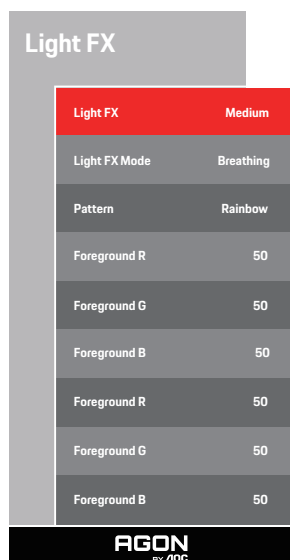 Light FX
Light FX Medium
Light FX Mode Breathing
Pattern Rainbow
Foreground R 50
Foreground G 50
Foreground B 50
Foreground R 50
Foreground G 50
Foreground B 50
AGON
BY AOC